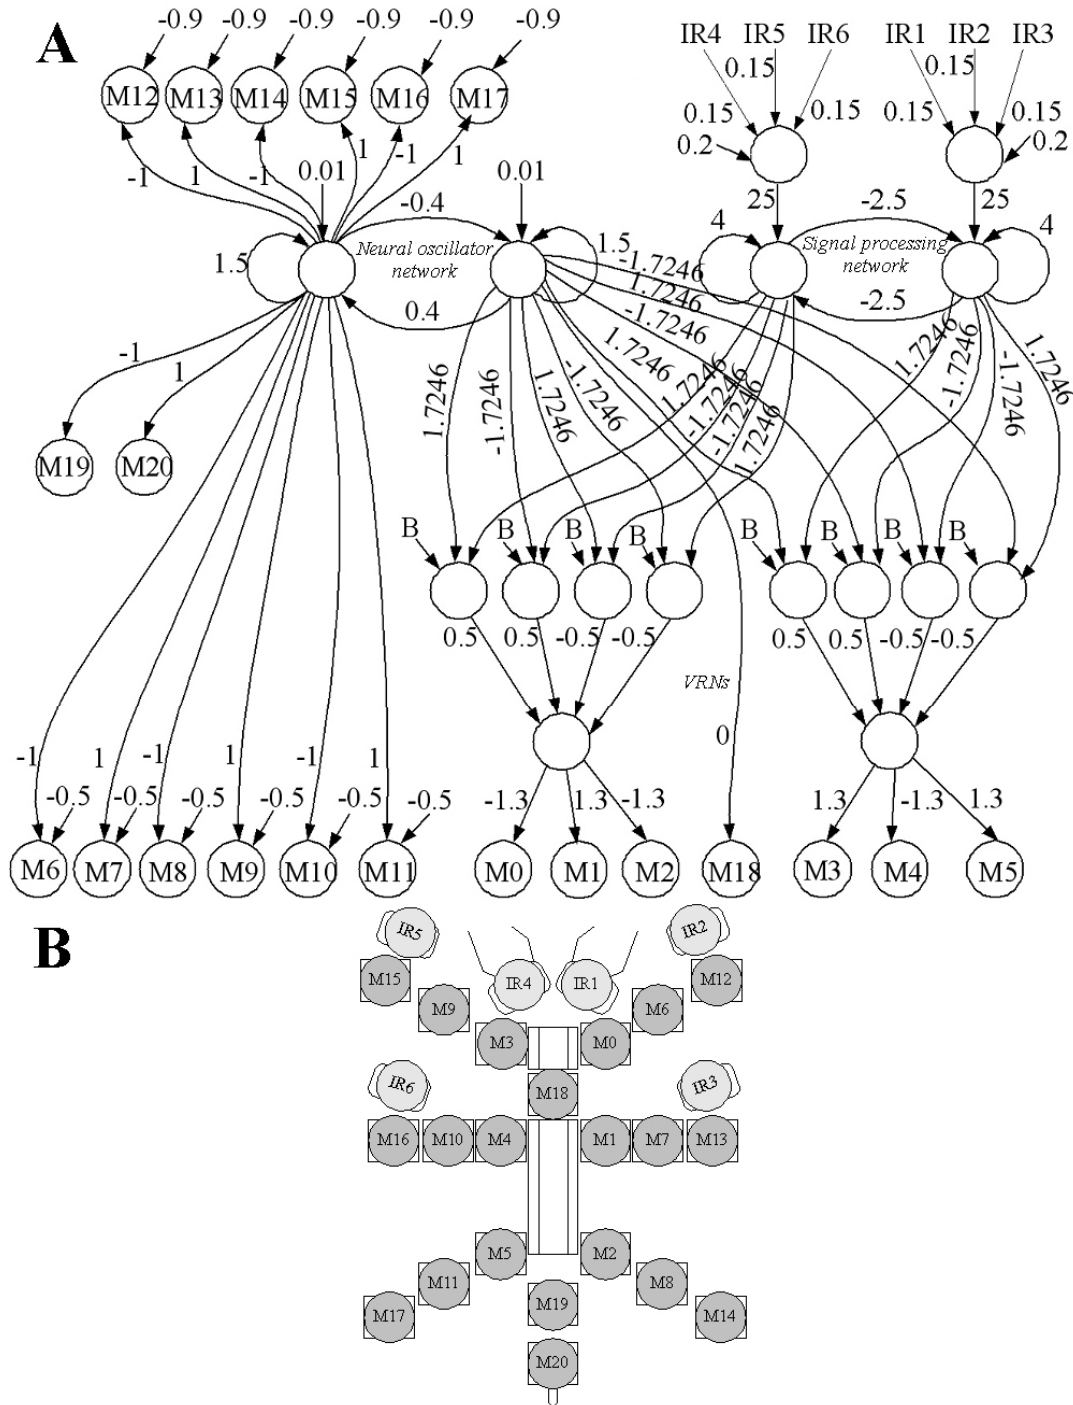 A
-0.9 -0.9 -0.9 -0.9 -0.9 -0.9
IR4 IR5 IR6 IR1 IR2 IR3
0.15 0.15
M12 M13 M14 M15 M16 M17
0.15 0.15 0.15 0.15
0.2 0.2
-1 1 -1 1 -1 1
0.01 0.01
25 25
-0.4 -2.5
4 4
1.5 1.5
Neural oscillator
network
Signal processing
network
-1.7246
1.7246
-1.7246
1.7246
0.4 -2.5
-1 1
1.7246 -1.7246 1.7246 -1.7246
1.7246 -1.7246 -1.7246 1.7246
1.7246 -1.7246 -1.7246 1.7246
M19 M20
B B B B B B B B
0.5 0.5 -0.5 -0.5 0.5 0.5 -0.5 -0.5
VRNs
0
-1 1 -1 1 -1 1
-0.5 -0.5 -0.5 -0.5 -0.5 -0.5
-1.3 1.3 -1.3 1.3 -1.3 1.3
M6 M7 M8 M9 M10 M11 M0 M1 M2 M18 M3 M4 M5
B
IR5 IR2
M15 IR4 IR1 M12
M9 M6
M3 M0
IR6 M18 IR3
M16 M10 M4 M1 M7 M13
M5 M2
M11 M8
M17 M19 M14
M20